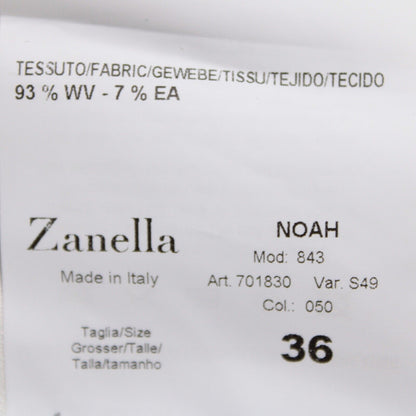 TESSUTO/FABRIC/GEWEBE/TISSU/TEJIDO/TECIDO
93 % WV - 7 % EA
Zanella
Made in Italy
NOAH
Mod: 843
Art. 701830 Var. S49
Col.: 050
Taglia/Size
Grosser/Talle/
Talla/tamanho
36